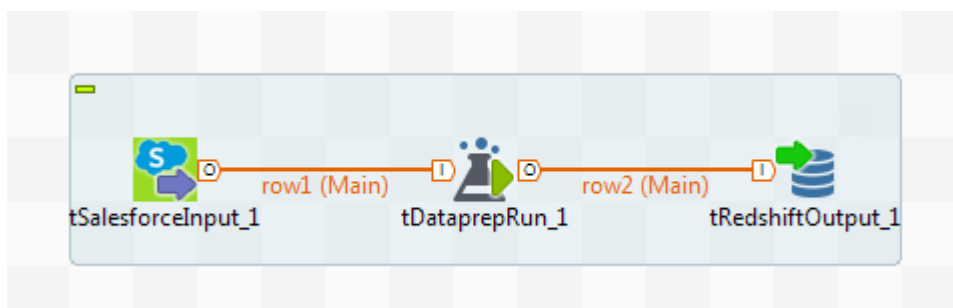 S
O
row1 (Main)
I
O
row2 (Main)
I
tSalesforceInput_1
tDataprepRun_1
tRedshiftOutput_1